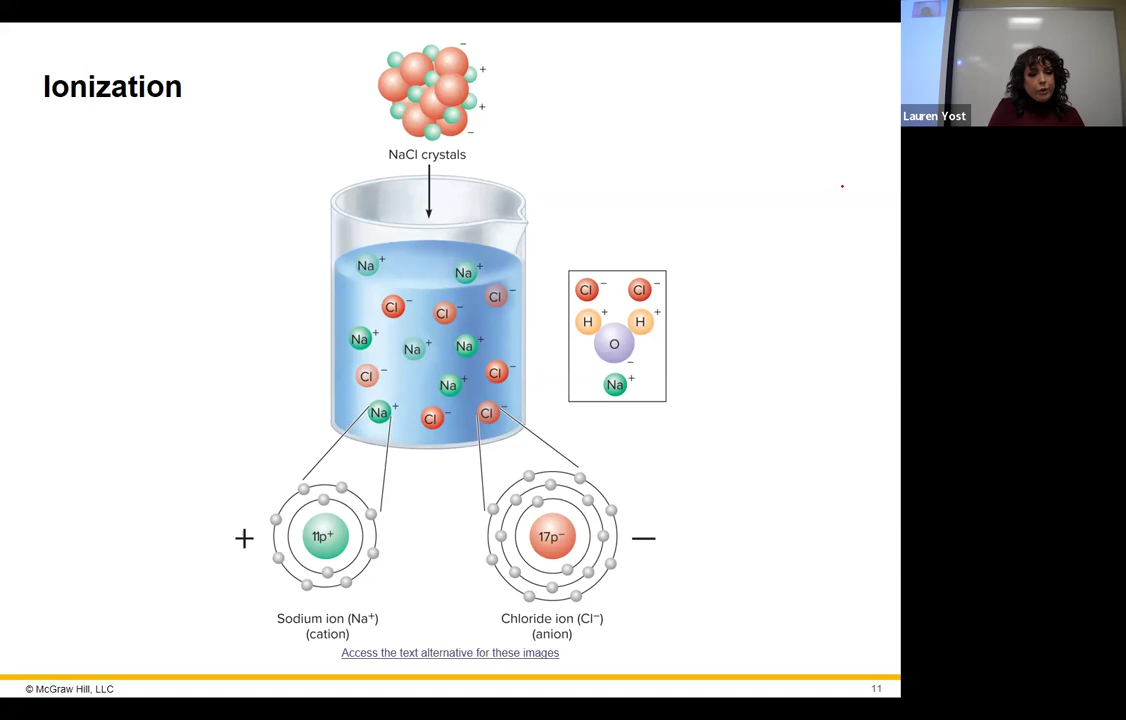 Ionization
−
+
+
−
NaCl crystals
Lauren Yost
Na+
Na+
Cl−
Cl−
Cl−
Na+
Na+
Na+
Cl−
Na+
Cl−
Na+
Cl−
Cl−
Cl− Cl−
H+ H+
O−
Na+
+ 11p+
17p− −
Sodium ion (Na+)
(cation)
Chloride ion (Cl−)
(anion)
Access the text alternative for these images
© McGraw Hill, LLC
11